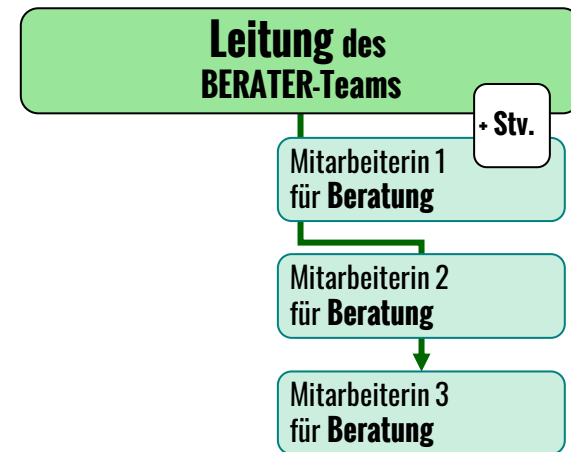 Leitung des
BERATER-Teams
+ Stv.
Mitarbeiterin 1
für Beratung
Mitarbeiterin 2
für Beratung
Mitarbeiterin 3
für Beratung